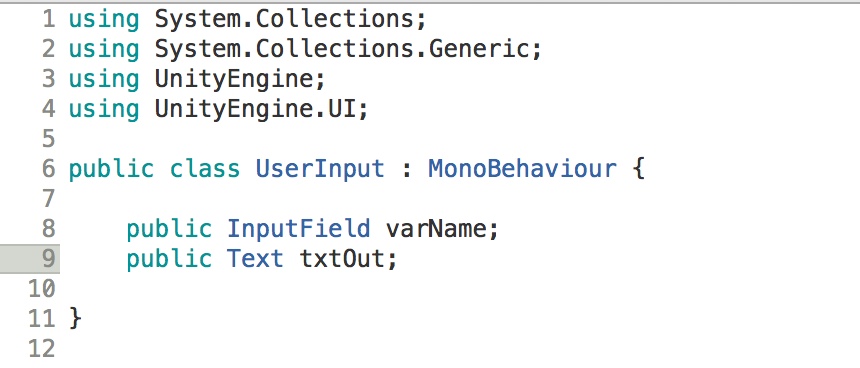 1 using System.Collections;
2 using System.Collections.Generic;
3 using UnityEngine;
4 using UnityEngine.UI;
5
6 public class UserInput : MonoBehaviour {
7
8     public InputField varName;
9     public Text txtOut;
10
11 }
12